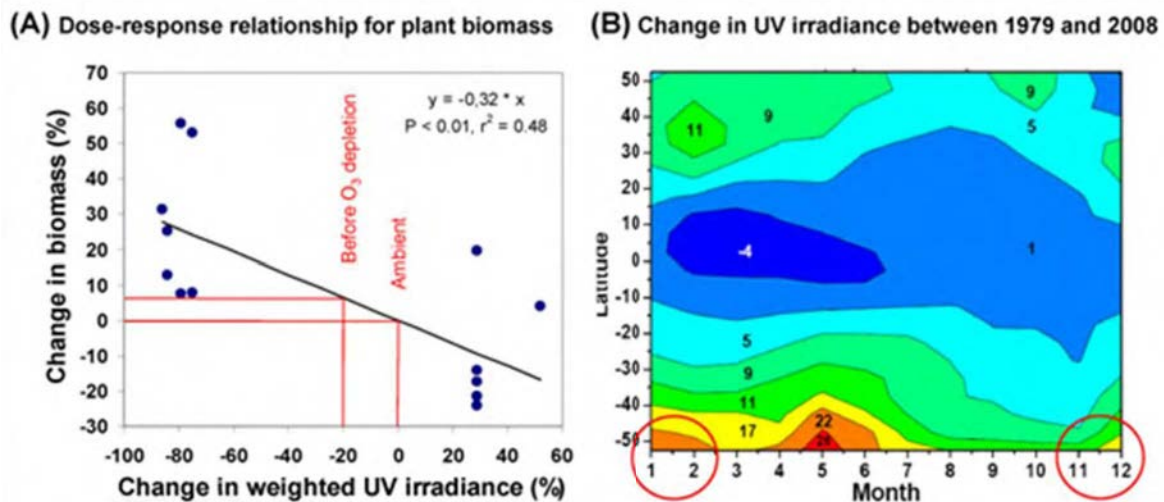 (A) Dose-response relationship for plant biomass
70
60
50
40
30
20
10
0
-10
-20
-30
Change in biomass (%)
y = -0,32 * x
P < 0.01, r² = 0.48
Before O₃ depletion
Ambient
-100 -80 -60 -40 -20 0 20 40 60
Change in weighted UV irradiance (%)
(B) Change in UV irradiance between 1979 and 2008
50
40
30
20
10
0
-10
-20
-30
-40
-50
Latitude
9
11
9
5
-4
1
5
9
11
17
22
1 2 3 4 5 6 7 8 9 10 11 12
Month